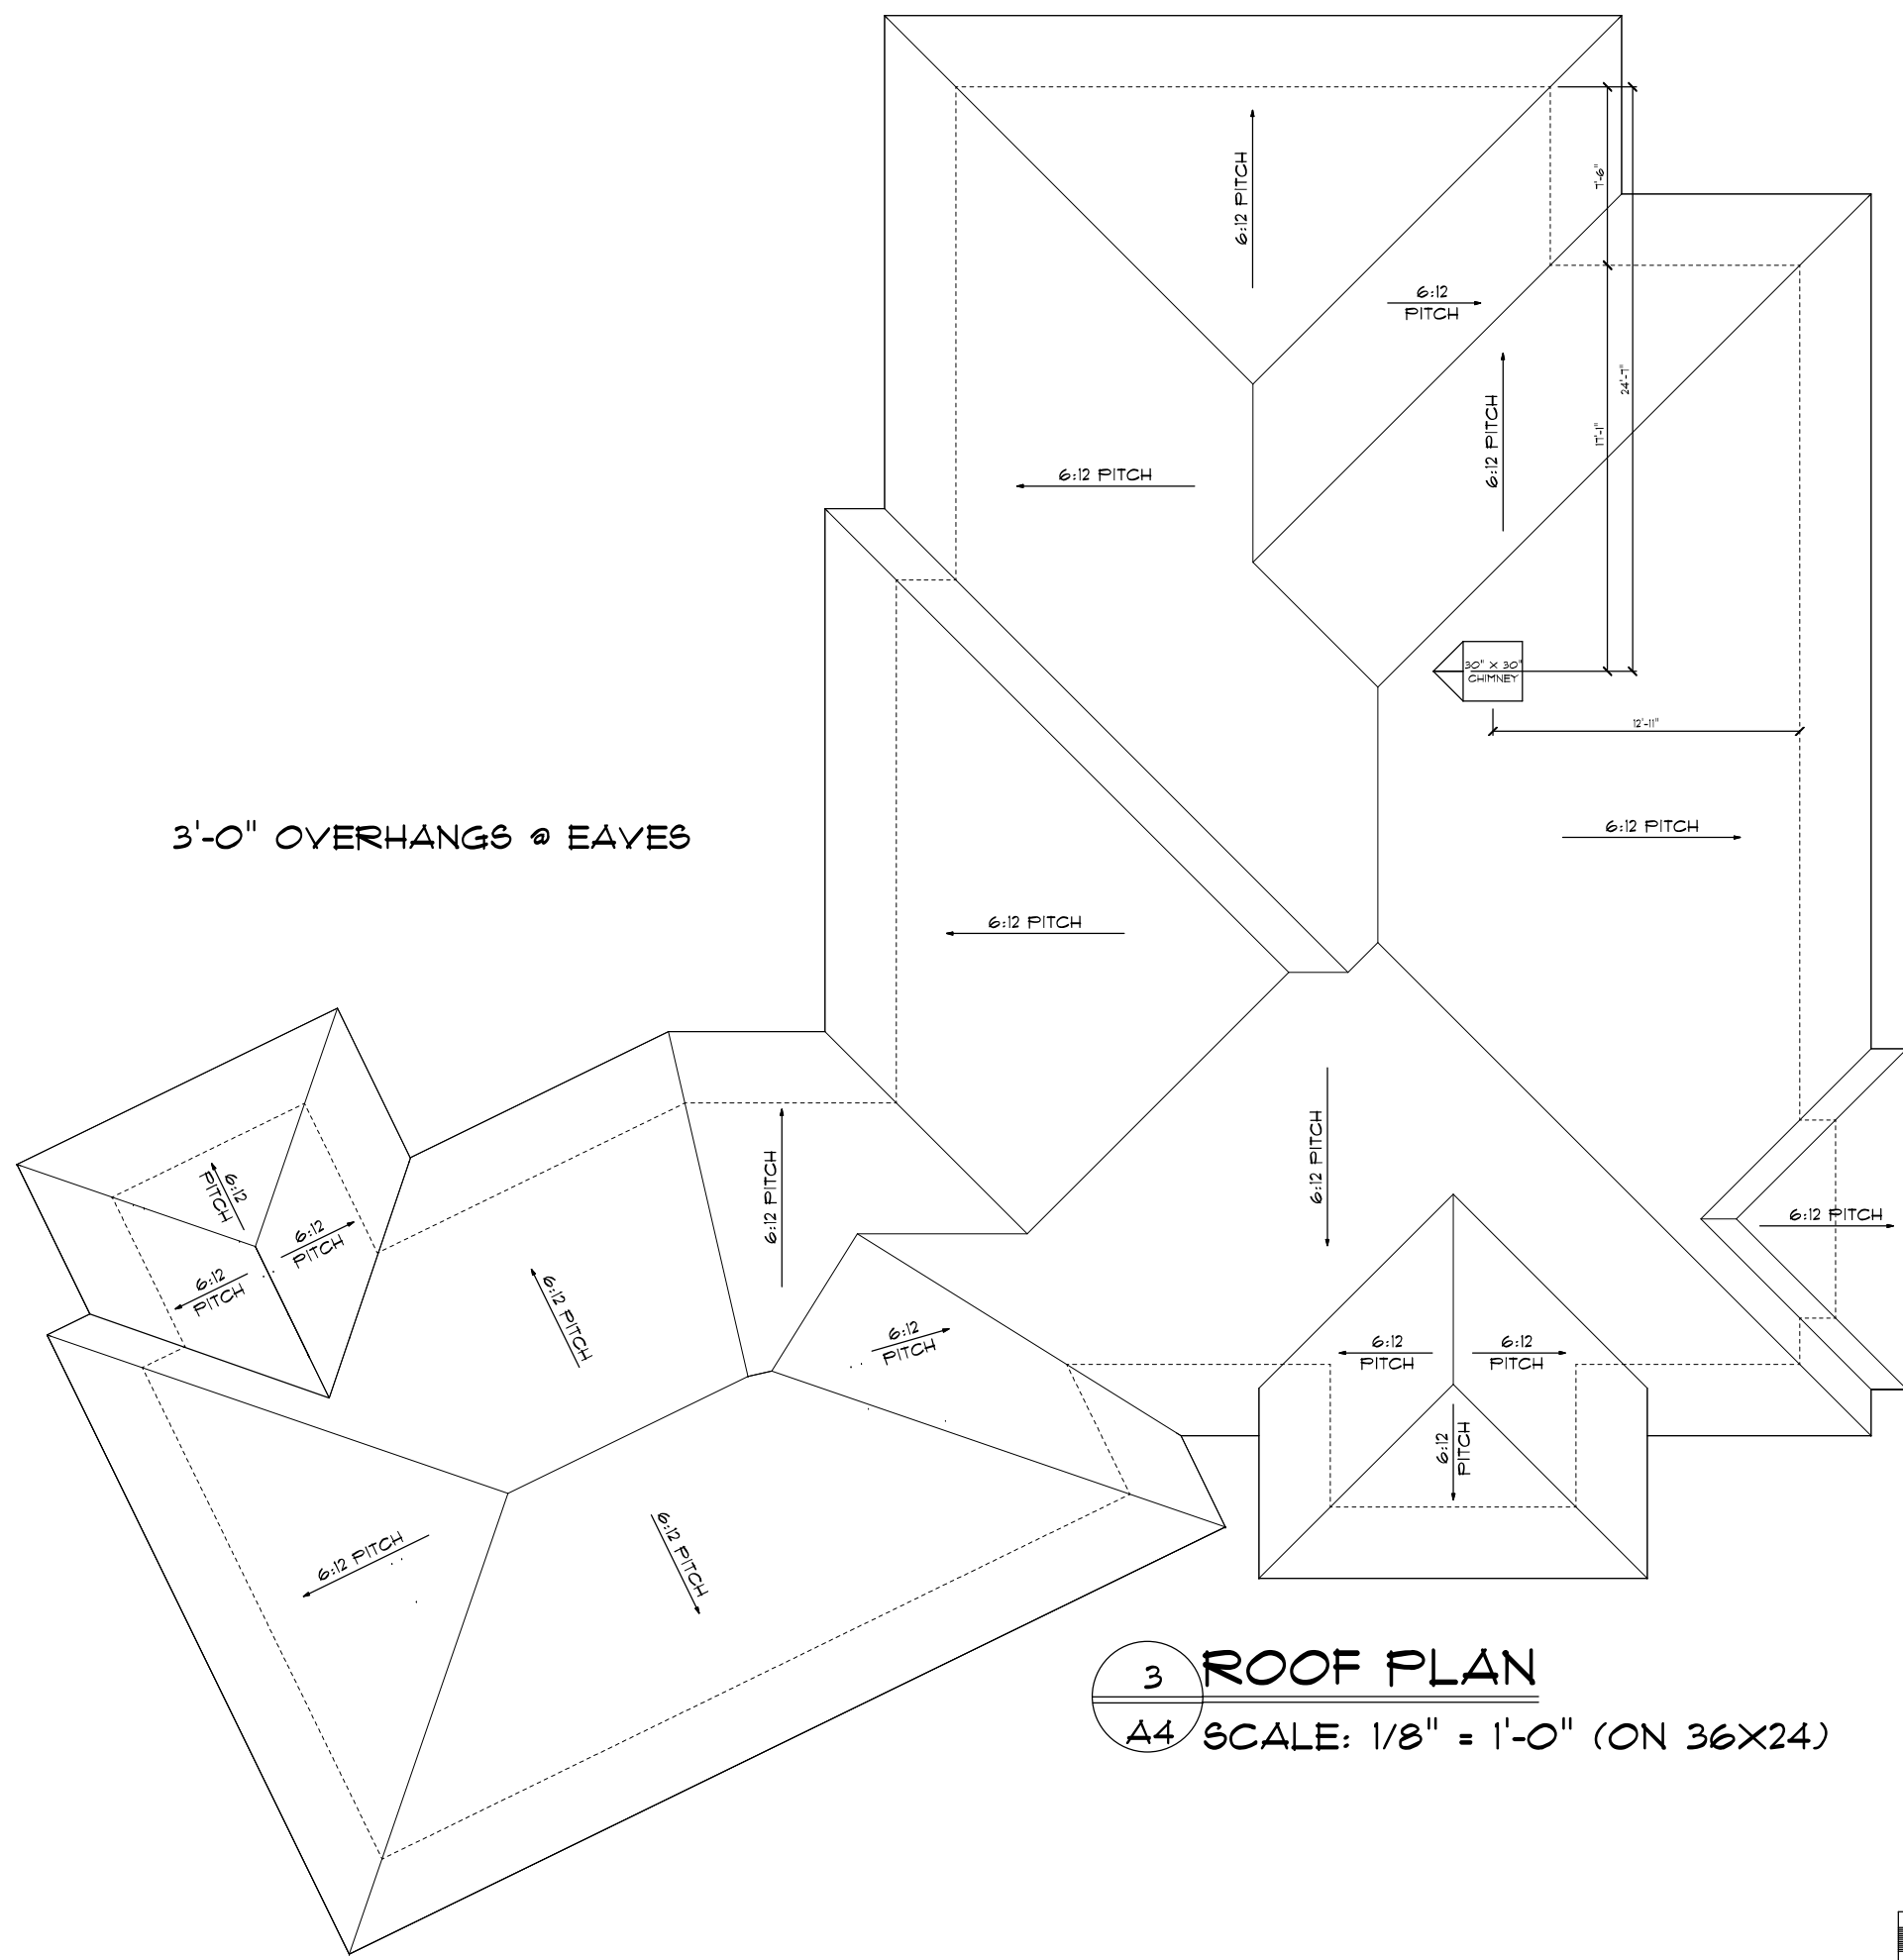 6:12 PITCH
7'-6"
6:12
PITCH
24'-7"
6:12 PITCH
17'-1"
6:12 PITCH
30" X 30"
CHIMNEY
12'-11"
6:12 PITCH
3'-0" OVERHANGS @ EAVES
6:12 PITCH
6:12 PITCH
6:12 PITCH
6:12
PITCH
6:12
PITCH
6:12
PITCH
6:12 PITCH
6:12 PITCH
6:12
PITCH
6:12
PITCH
6:12
PITCH
6:12
PITCH
6:12 PITCH
6:12 PITCH
3
A4
ROOF PLAN
SCALE: 1/8" = 1'-0" (ON 36X24)